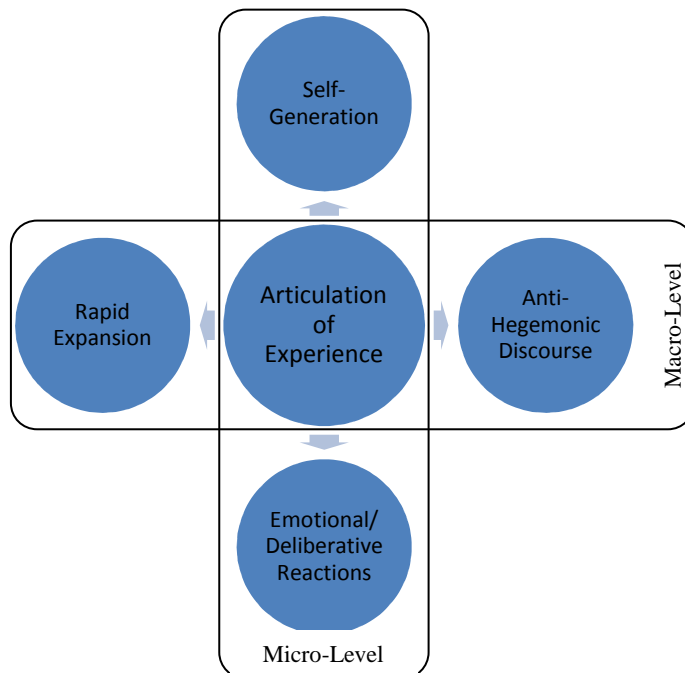 Self-
Generation
Rapid
Expansion
Articulation
of
Experience
Anti-
Hegemonic
Discourse
Macro-Level
Emotional/
Deliberative
Reactions
Micro-Level